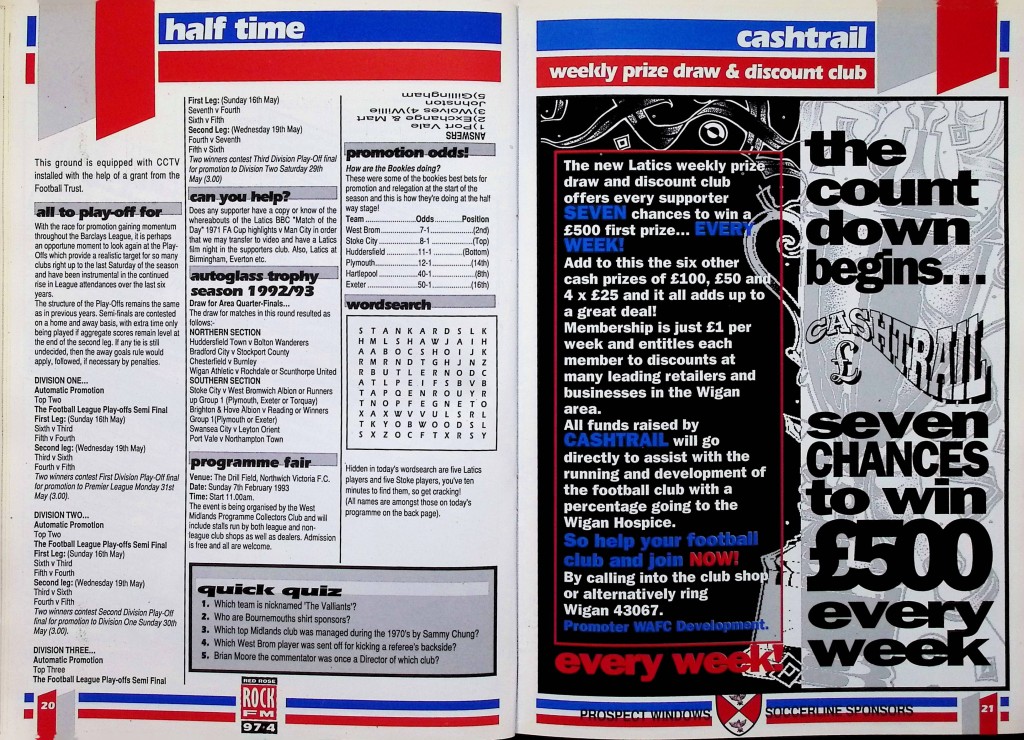 half time
This ground is equipped with CCTV
installed with the help of a grant from the
Football Trust.
all to play-off for
With the race for promotion gaining momentum
throughout the Barclays League, it is perhaps
an opportune moment to look again at the Play-
Offs which provide a realistic target for so many
clubs right up to the last Saturday of the season
and have been instrumental in the continued
rise in League attendances over the last six
years.
The structure of the Play-Offs remains the same
as in previous years. Semi-finals are contested
on a home and away basis, with extra time only
being played if aggregate scores remain level at
the end of the second leg. If any tie is still
undecided, then the away goals rule would
apply, followed, if necessary, by penalties.
DIVISION ONE...
Automatic Promotion
Top Two
The Football League Play-offs Semi Final
First Leg: (Sunday 16th May)
Sixth v Third
Fifth v Fourth
Second leg: (Wednesday 19th May)
Third v Sixth
Fourth v Fifth
Two winners contest First Division Play-Off final
for promotion to Premier League Monday 31st
May (3.00).
DIVISION TWO...
Automatic Promotion
Top Two
The Football League Play-offs Semi Final
First Leg: (Sunday 16th May)
Sixth v Third
Fifth v Fourth
Second leg: (Wednesday 19th May)
Third v Sixth
Fourth v Fifth
Two winners contest Second Division Play-Off
final for promotion to Division One Sunday 30th
May (3.00).
DIVISION THREE...
Automatic Promotion
Top Three
The Football League Play-offs Semi Final
First Leg: (Sunday 16th May)
Seventh v Fourth
Sixth v Fifth
Second Leg: (Wednesday 19th May)
Fourth v Seventh
Fifth v Sixth
Two winners contest Third Division Play-Off final
for promotion to Division Two Saturday 29th
May (3.00)
can you help?
Does any supporter have a copy or know of the
whereabouts of the Latics BBC "Match of the
Day" 1971 FA Cup highlights v Man City in order
that we may transfer to video and have a Latics
film night in the supporters club. Also, Latics at
Birmingham, Everton etc.
autoglass trophy
season 1992/93
Draw for Area Quarter-Finals...
The draw for matches in this round resulted as
follows:-
NORTHERN SECTION
Huddersfield Town v Bolton Wanderers
Bradford City v Stockport County
Chesterfield v Burnley
Wigan Athletic v Rochdale or Scunthorpe United
SOUTHERN SECTION
Stoke City v West Bromwich Albion or Runners
up Group 1 (Plymouth, Exeter or Torquay)
Brighton & Hove Albion v Reading or Winners
Group 1(Plymouth or Exeter)
Swansea City v Leyton Orient
Port Vale v Northampton Town
programme fair
Venue: The Drill Field, Northwich Victoria F.C.
Date: Sunday 7th February 1993
Time: Start 11.00am.
The event is being organised by the West
Midlands Programme Collectors Club and will
include stalls run by both league and non-
league club shops as well as dealers. Admission
is free and all are welcome.
ANSWERS
1)Port Vale
2)Exchange & Mart
3)Wolves 4)Willie
Johnston
5)Gillingham
promotion odds!
How are the Bookies doing?
These were some of the bookies best bets for
promotion and relegation at the start of the
season and this is how they're doing at the half
way stage!
Team Odds Position
West Brom 7-1 (2nd)
Stoke City 8-1 (Top)
Huddersfield 11-1 (Bottom)
Plymouth 12-1 (14th)
Hartlepool 40-1 (8th)
Exeter 50-1 (16th)
wordsearch
S T A N K A R D S L K
H M L S H A W J A I H
A A B O C S H O I J K
R M R N D T G H J N Z
R B U T L E R N O D C
A T L P E I F S B V B
T A P Q E N R O U Y R
T N O P F E G N E T O
X A X W V V U L S R L
T K Y O B W O O D S L
S X Z O C F T X R S Y
Hidden in today's wordsearch are five Latics
players and five Stoke players, you've ten
minutes to find them, so get cracking!
(All names are amongst those on today's
programme on the back page).
quick quiz
1. Which team is nicknamed 'The Valliants'?
2. Who are Bournemouths shirt sponsors?
3. Which top Midlands club was managed during the 1970's by Sammy Chung?
4. Which West Brom player was sent off for kicking a referee's backside?
5. Brian Moore the commentator was once a Director of which club?
20
RED ROSE
ROCK
FM
97·4
cashtrail
weekly prize draw & discount club
The new Latics weekly prize
draw and discount club
offers every supporter
SEVEN chances to win a
£500 first prize... EVERY
WEEK!
Add to this the six other
cash prizes of £100, £50 and
4 x £25 and it all adds up to
a great deal!
Membership is just £1 per
week and entitles each
member to discounts at
many leading retailers and
businesses in the Wigan
area.
All funds raised by
CASHTRAIL will go
directly to assist with the
running and development of
the football club with a
percentage going to the
Wigan Hospice.
So help your football
club and join NOW!
By calling into the club shop
or alternatively ring
Wigan 43067.
Promoter WAFC Development.
every week!
the
count
down
begins...
CASHTRAIL
£
seven
CHANCES
to win
£500
every
week
PROSPECT WINDOWS SOCCERLINE SPONSORS
21